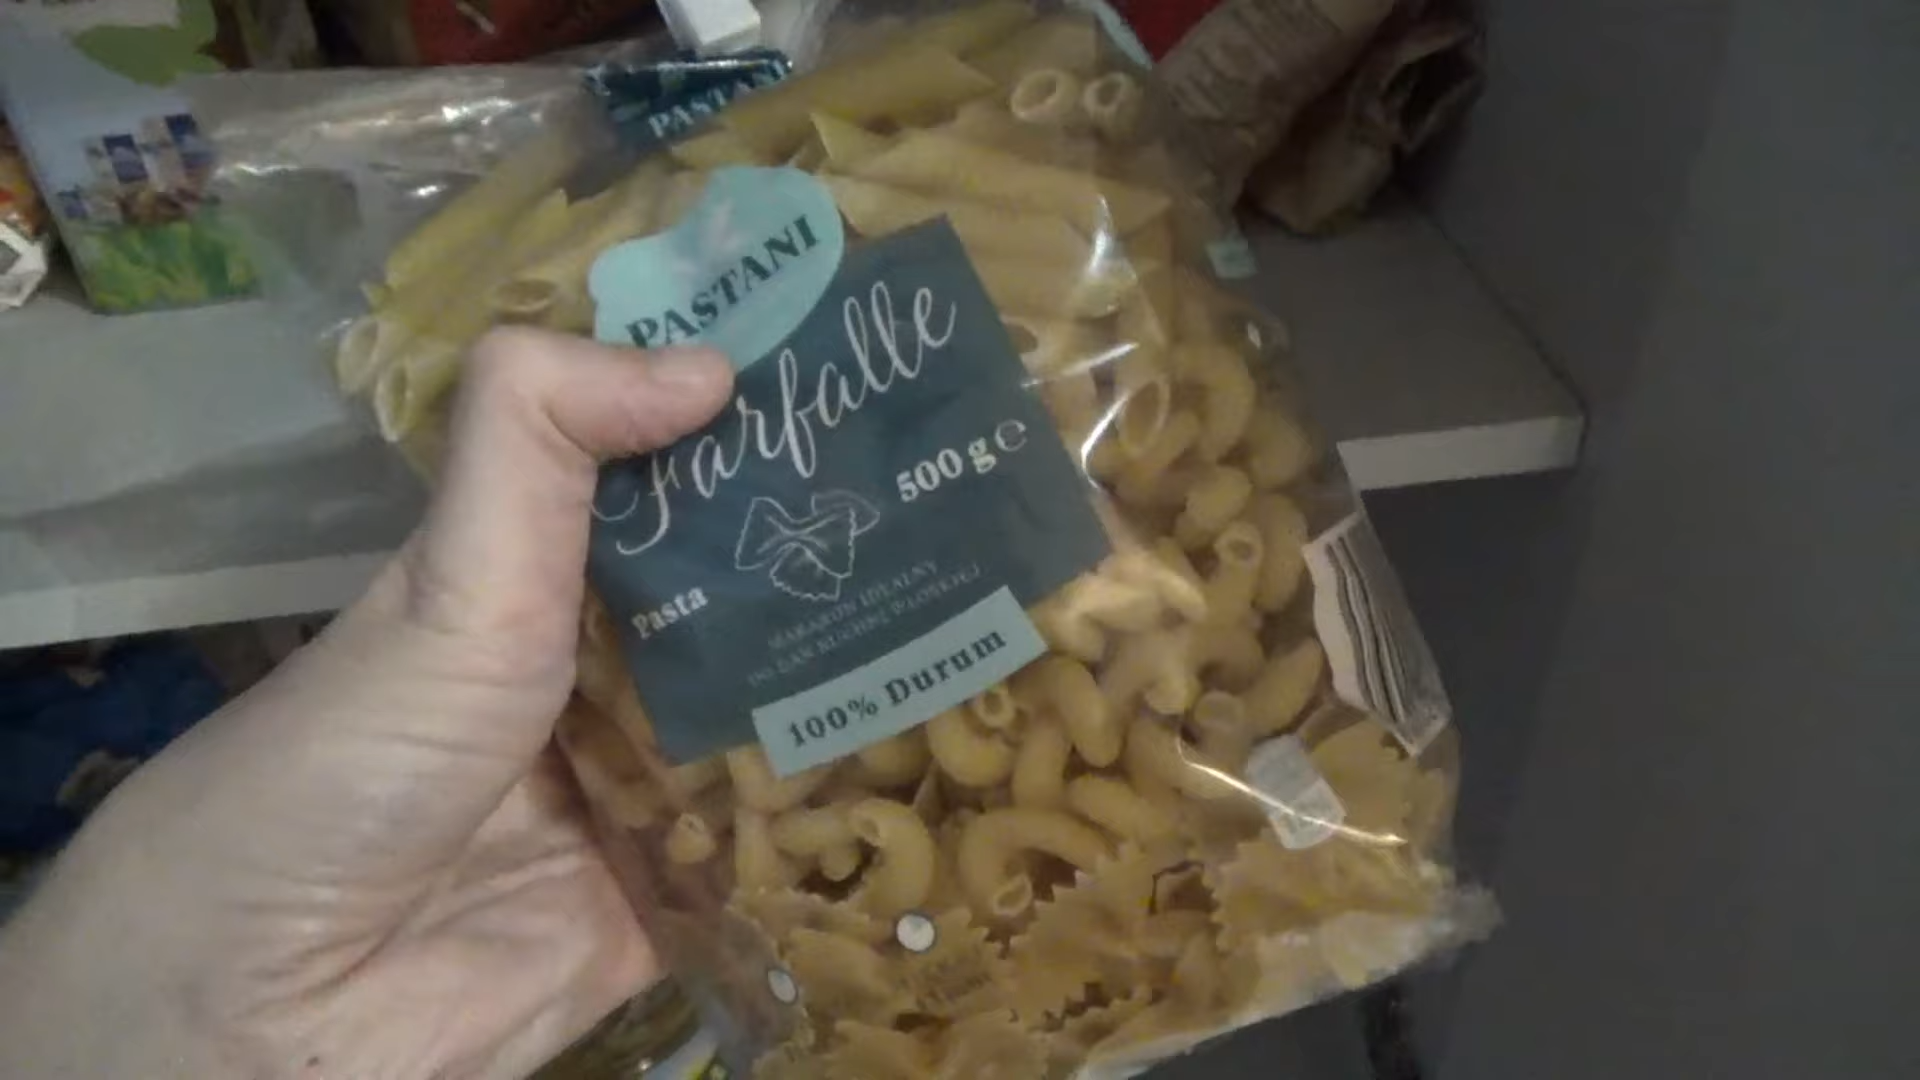 PASTANI
PASTANI
Farfalle
500 g e
Pasta
MAKARON IDEALNY
DO DAŃ KUCHNI WŁOSKIEJ
100% Durum